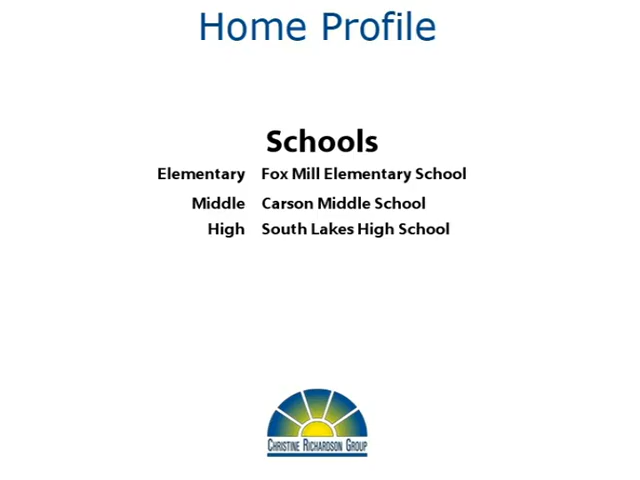 Home Profile
Schools
Elementary Fox Mill Elementary School
Middle Carson Middle School
High South Lakes High School
Christine Richardson Group